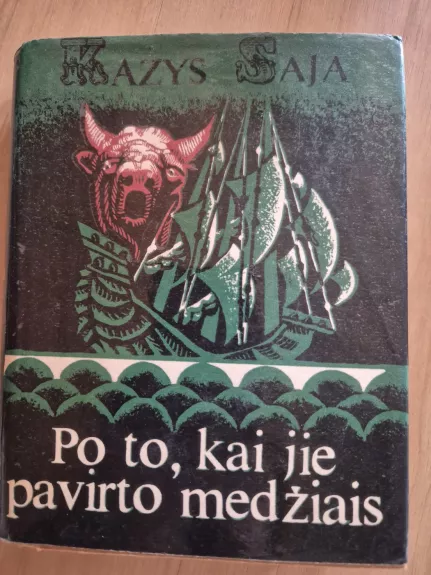 KAZYS SAJA
Po to, kai jie
pavirto medžiais